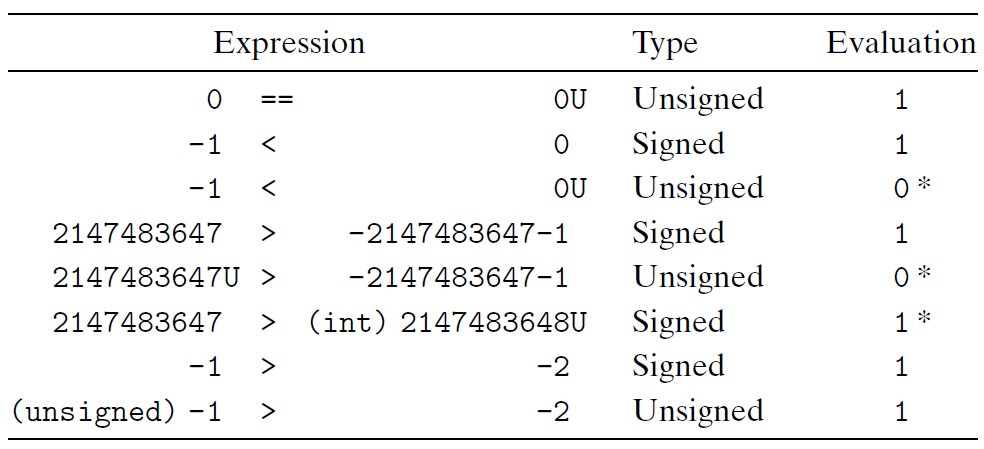 Expression Type Evaluation
0 == 0U Unsigned 1
-1 < 0 Signed 1
-1 < 0U Unsigned 0 *
2147483647 > -2147483647-1 Signed 1
2147483647U > -2147483647-1 Unsigned 0 *
2147483647 > (int) 2147483648U Signed 1 *
-1 > -2 Signed 1
(unsigned) -1 > -2 Unsigned 1